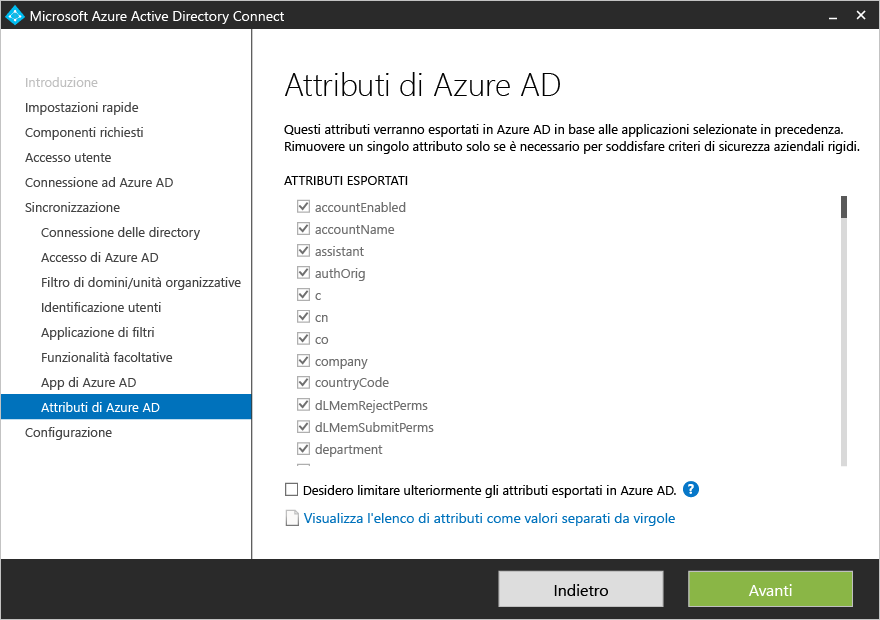 Microsoft Azure Active Directory Connect
Introduzione
Impostazioni rapide
Componenti richiesti
Accesso utente
Connessione ad Azure AD
Sincronizzazione
Connessione delle directory
Accesso di Azure AD
Filtro di domini/unità organizzative
Identificazione utenti
Applicazione di filtri
Funzionalità facoltative
App di Azure AD
Attributi di Azure AD
Configurazione
Attributi di Azure AD
Questi attributi verranno esportati in Azure AD in base alle applicazioni selezionate in precedenza.
Rimuovere un singolo attributo solo se è necessario per soddisfare criteri di sicurezza aziendali rigidi.
ATTRIBUTI ESPORTATI
accountEnabled
accountName
assistant
authOrig
c
cn
co
company
countryCode
dLMemRejectPerms
dLMemSubmitPerms
department
Desidero limitare ulteriormente gli attributi esportati in Azure AD. ?
Visualizza l'elenco di attributi come valori separati da virgole
Indietro
Avanti